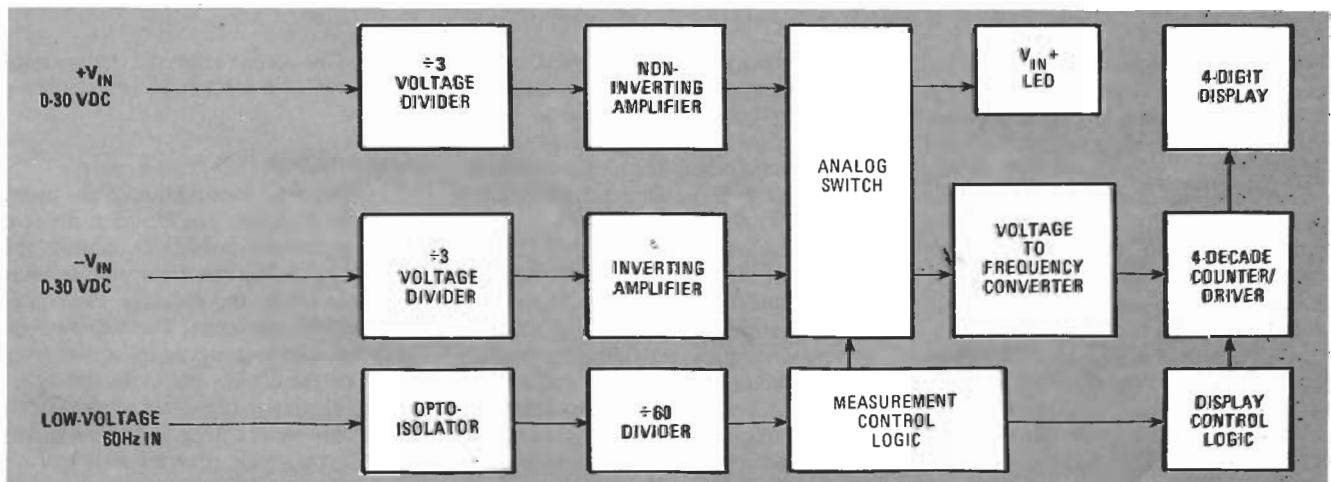 +VIN
0-30 VDC
÷3
VOLTAGE
DIVIDER
NON-
INVERTING
AMPLIFIER
ANALOG
SWITCH
VIN+
LED
4-DIGIT
DISPLAY
-VIN
0-30 VDC
÷3
VOLTAGE
DIVIDER
INVERTING
AMPLIFIER
VOLTAGE
TO
FREQUENCY
CONVERTER
4-DECADE
COUNTER/
DRIVER
LOW-VOLTAGE
60Hz IN
OPTO-
ISOLATOR
÷60
DIVIDER
MEASUREMENT
CONTROL
LOGIC
DISPLAY
CONTROL
LOGIC